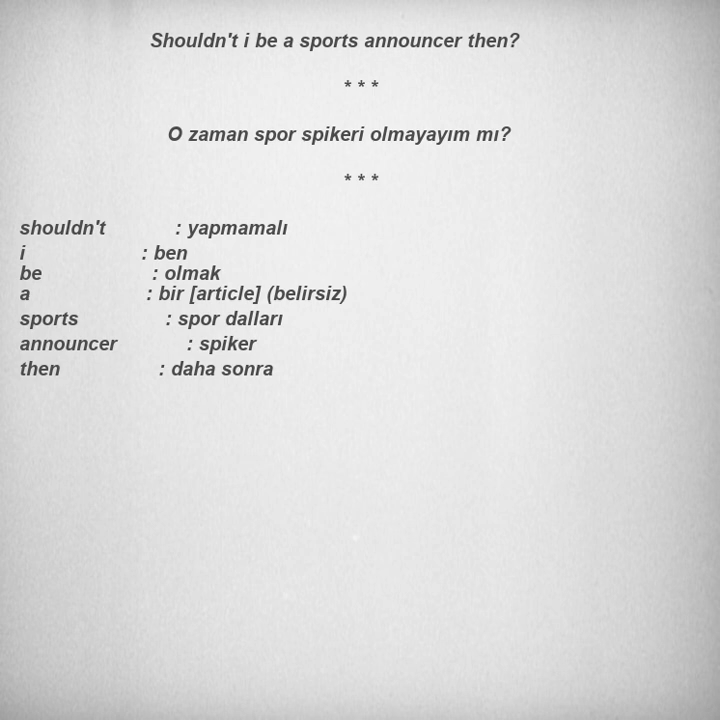 Shouldn't i be a sports announcer then?
* * *
O zaman spor spikeri olmayayım mı?
* * *
shouldn't : yapmamalı
i : ben
be : olmak
a : bir [article] (belirsiz)
sports : spor dalları
announcer : spiker
then : daha sonra